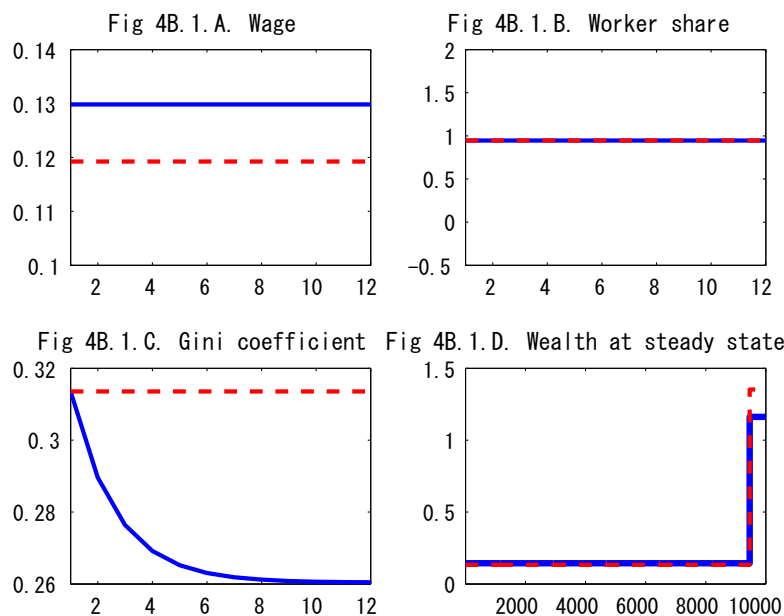 Fig 4B.1.A. Wage
0.14
0.13
0.12
0.11
0.1
2 4 6 8 10 12
Fig 4B.1.B. Worker share
2
1.5
1
0.5
0
-0.5
2 4 6 8 10 12
Fig 4B.1.C. Gini coefficient
0.32
0.3
0.28
0.26
2 4 6 8 10 12
Fig 4B.1.D. Wealth at steady state
1.5
1
0.5
0
2000 4000 6000 8000 10000